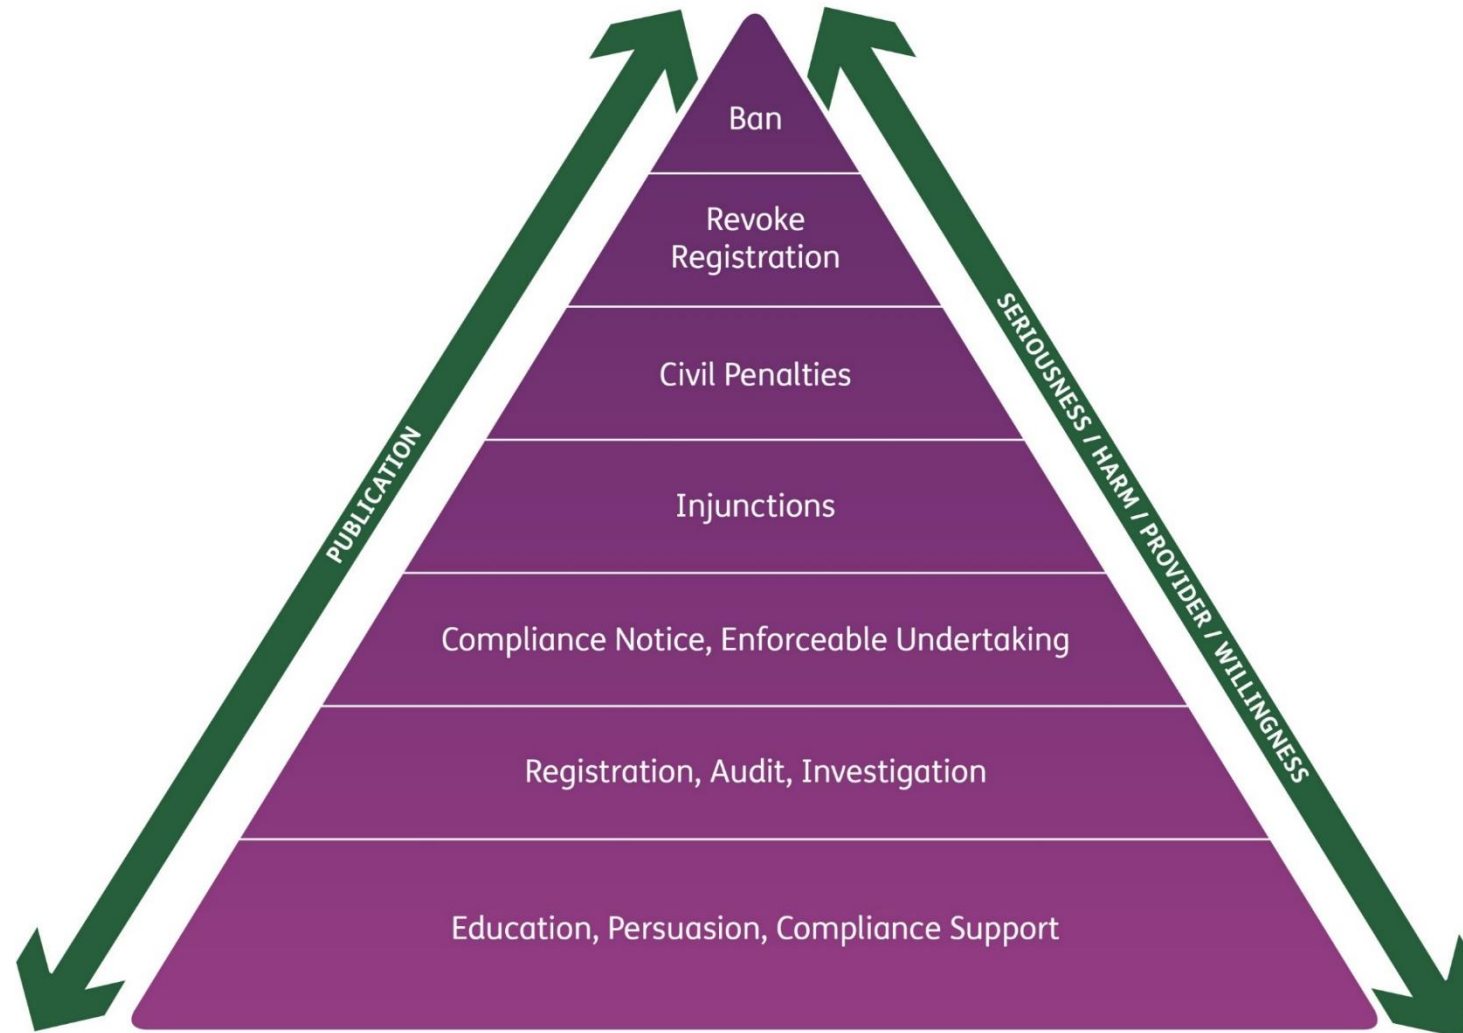 Ban
Revoke
Registration
Civil Penalties
Injunctions
Compliance Notice, Enforceable Undertaking
Registration, Audit, Investigation
Education, Persuasion, Compliance Support
PUBLICATION
SERIOUSNESS / HARM / PROVIDER / WILLINGNESS